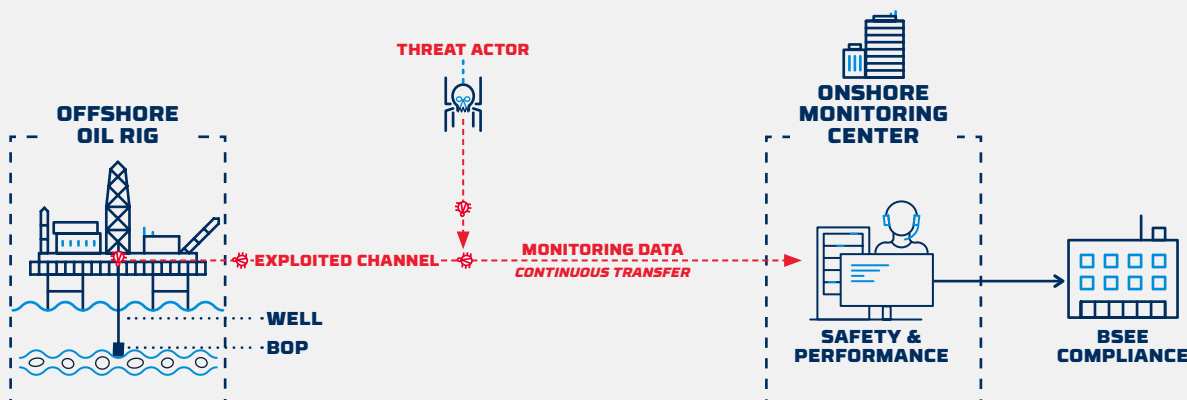 THREAT ACTOR
OFFSHORE
OIL RIG
ONSHORE
MONITORING
CENTER
EXPLOITED CHANNEL
MONITORING DATA
CONTINUOUS TRANSFER
WELL
BOP
SAFETY &
PERFORMANCE
BSEE
COMPLIANCE